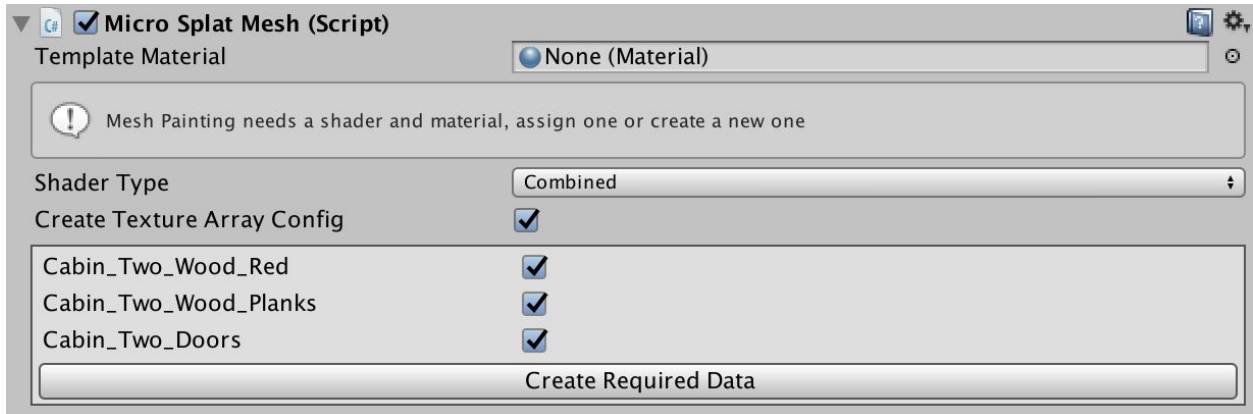 Micro Splat Mesh (Script)
Template Material None (Material)
Mesh Painting needs a shader and material, assign one or create a new one
Shader Type Combined
Create Texture Array Config
Cabin_Two_Wood_Red
Cabin_Two_Wood_Planks
Cabin_Two_Doors
Create Required Data